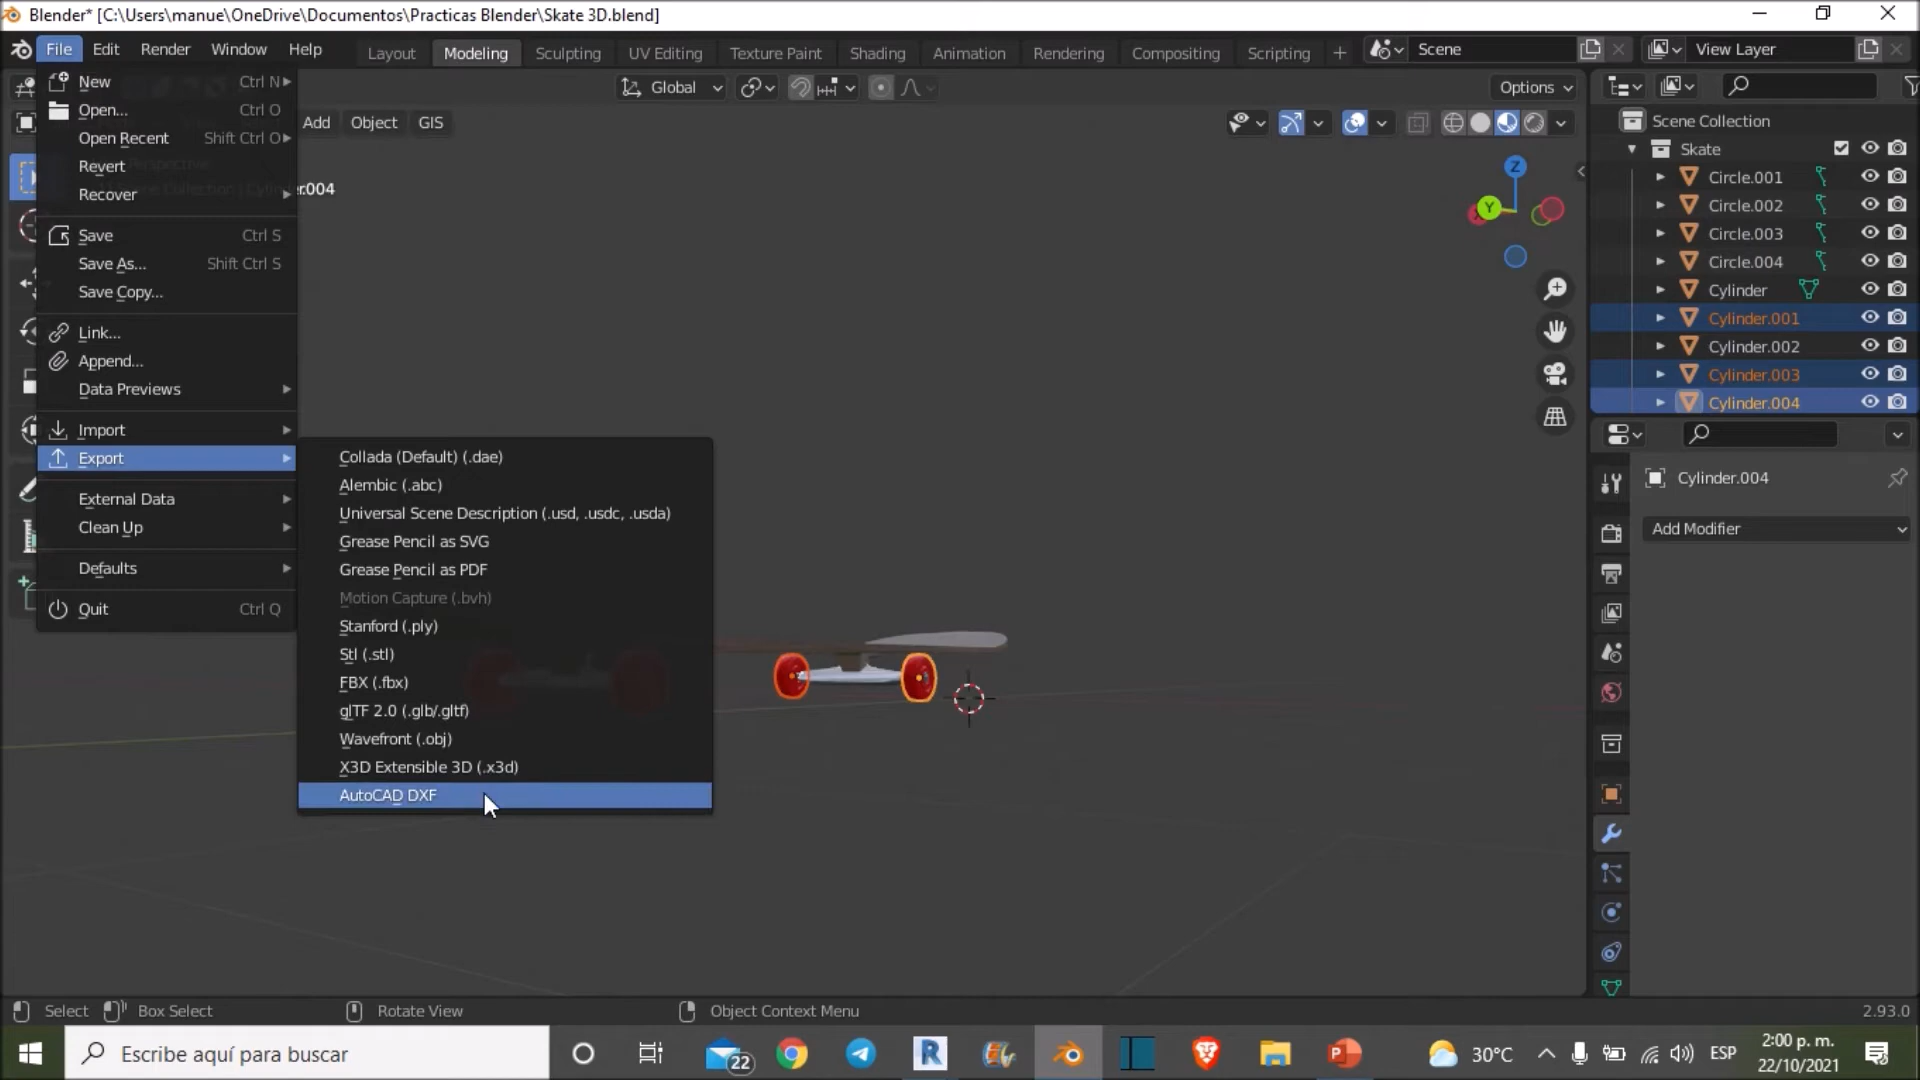 Blender* [C:\Users\manue\OneDrive\Documentos\Practicas Blender\Skate 3D.blend]
File Edit Render Window Help
Layout Modeling Sculpting UV Editing Texture Paint Shading Animation Rendering Compositing Scripting +
Scene
View Layer
New Ctrl N
Open... Ctrl O
Open Recent Shift Ctrl O
Revert
Recover
Save Ctrl S
Save As... Shift Ctrl S
Save Copy...
Link...
Append...
Data Previews
Import
Export
External Data
Clean Up
Defaults
Quit Ctrl Q
Global
Options
Add Object GIS
Perspective
Scene Collection | Cylinder.004
Z
Y
Collada (Default) (.dae)
Alembic (.abc)
Universal Scene Description (.usd, .usdc, .usda)
Grease Pencil as SVG
Grease Pencil as PDF
Motion Capture (.bvh)
Stanford (.ply)
Stl (.stl)
FBX (.fbx)
glTF 2.0 (.glb/.gltf)
Wavefront (.obj)
X3D Extensible 3D (.x3d)
AutoCAD DXF
Scene Collection
Skate
Circle.001
Circle.002
Circle.003
Circle.004
Cylinder
Cylinder.001
Cylinder.002
Cylinder.003
Cylinder.004
Cylinder.004
Add Modifier
Select Box Select Rotate View Object Context Menu 2.93.0
Escribe aquí para buscar
22
R
P
30°C
ESP
2:00 p. m.
22/10/2021